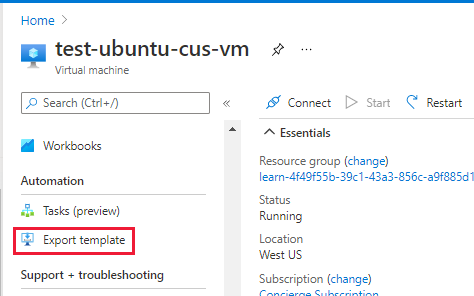 Home
test-ubuntu-cus-vm
Virtual machine
Search (Ctrl+/)
Workbooks
Automation
Tasks (preview)
Export template
Support + troubleshooting
Connect Start Restart
Essentials
Resource group (change)
learn-4f49f55b-39c1-43a3-856c-a9f885d1
Status
Running
Location
West US
Subscription (change)
Concierge Subscription